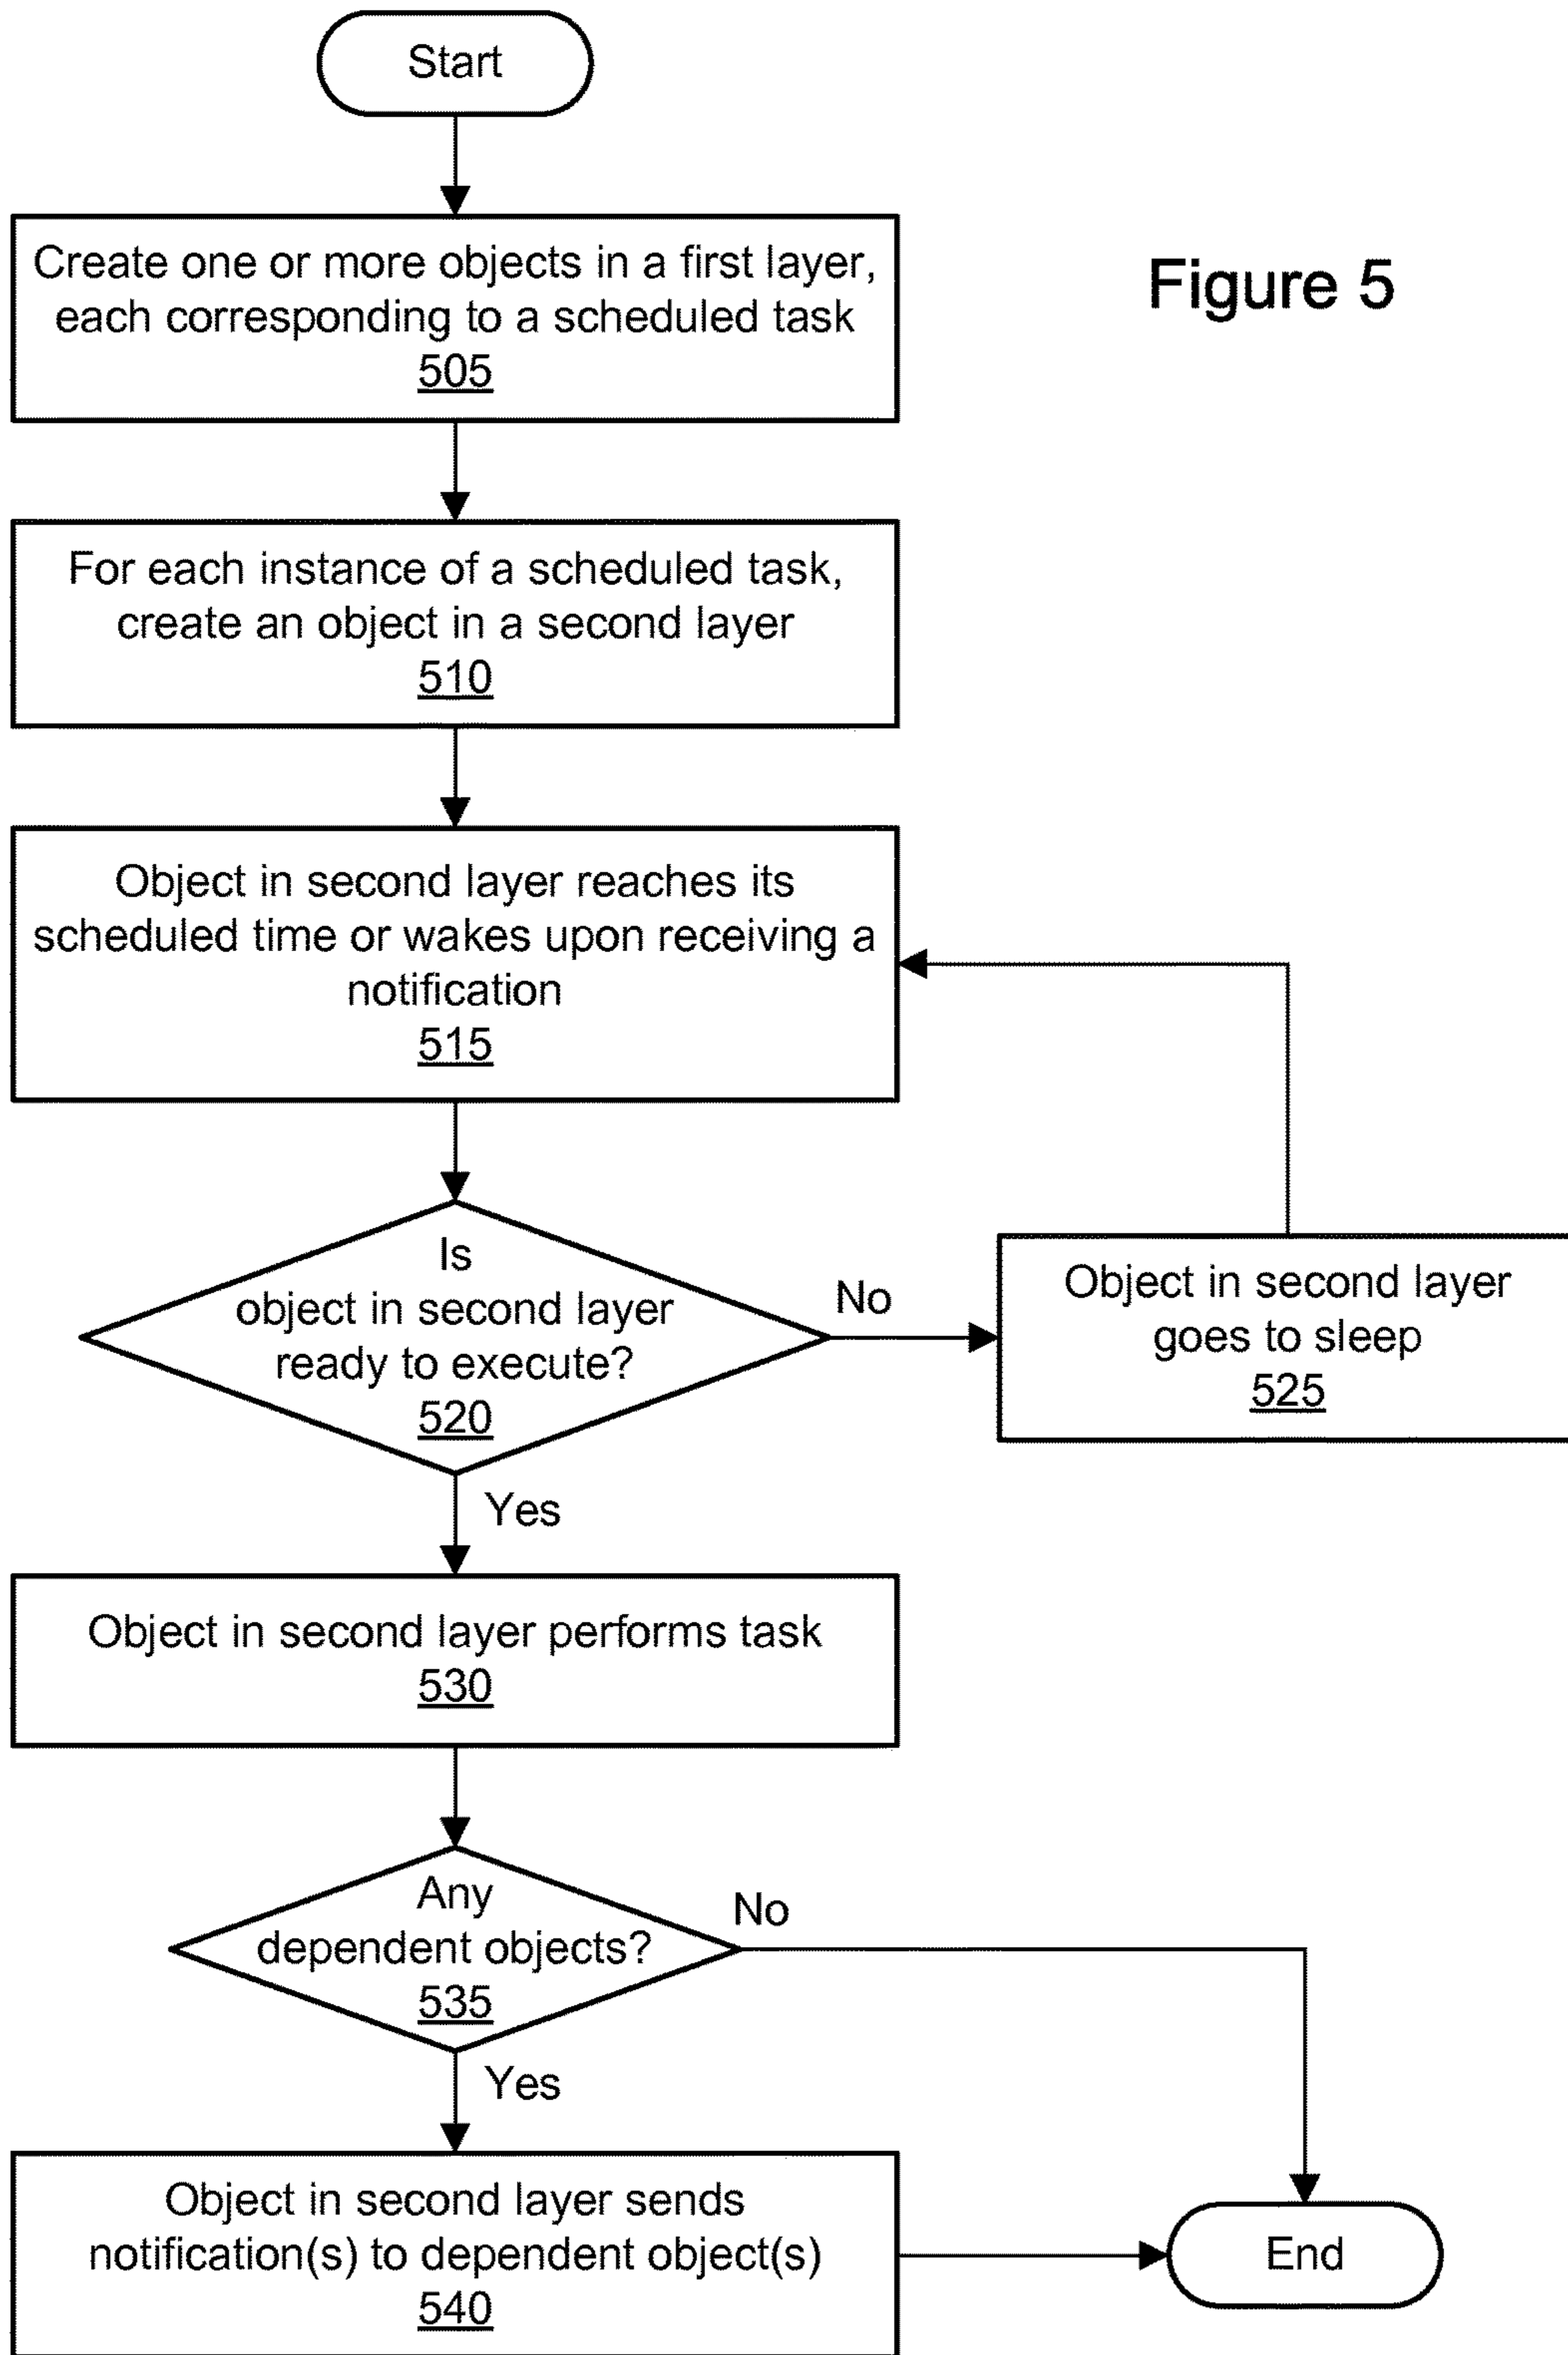 Start
Create one or more objects in a first layer,
each corresponding to a scheduled task
505
Figure 5
For each instance of a scheduled task,
create an object in a second layer
510
Object in second layer reaches its
scheduled time or wakes upon receiving a
notification
515
Is
object in second layer
ready to execute?
520
No
Object in second layer
goes to sleep
525
Yes
Object in second layer performs task
530
Any
dependent objects?
535
No
Yes
Object in second layer sends
notification(s) to dependent object(s)
540
End